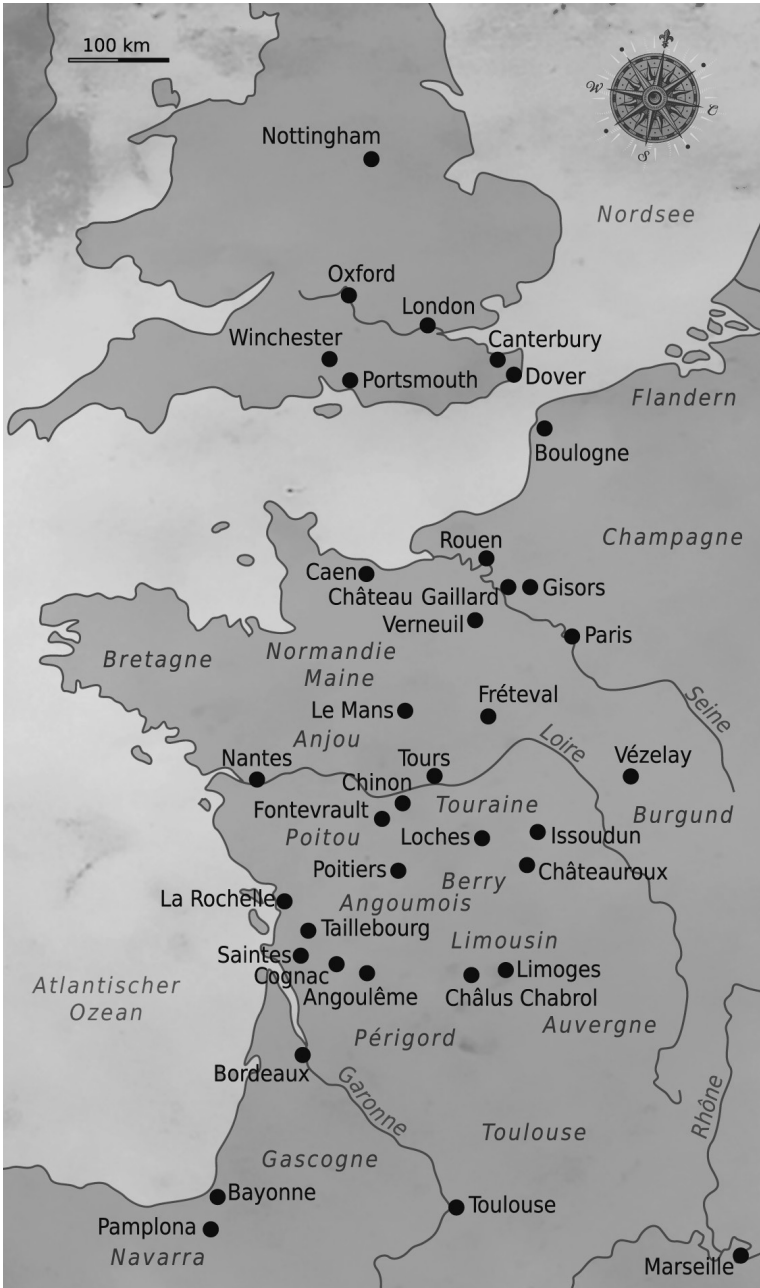 100 km
W
O
S
Nottingham
Nordsee
Oxford
London
Winchester
Canterbury
Portsmouth
Dover
Flandern
Boulogne
Champagne
Rouen
Caen
Château Gaillard
Gisors
Verneuil
Paris
Bretagne
Normandie
Maine
Le Mans
Fréteval
Seine
Anjou
Loire
Nantes
Tours
Vézelay
Chinon
Touraine
Fontevrault
Burgund
Poitou
Loches
Issoudun
Poitiers
Berry
Châteauroux
La Rochelle
Angoumois
Taillebourg
Limousin
Saintes
Cognac
Limoges
Atlantischer
Ozean
Angoulême
Châlus Chabrol
Périgord
Auvergne
Bordeaux
Garonne
Rhône
Toulouse
Gascogne
Bayonne
Toulouse
Pamplona
Navarra
Marseille